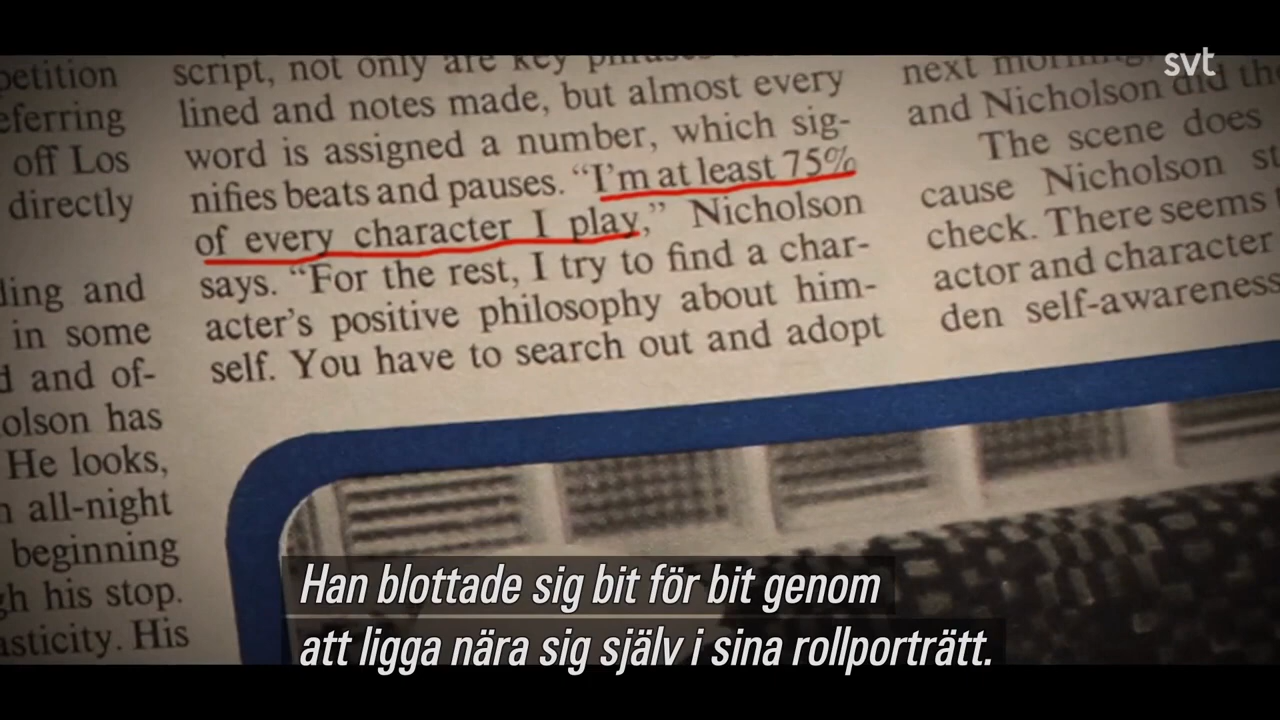 svt
petition
eferring
off Los
directly
ding and
in some
d and of-
olson has
He looks,
all-night
beginning
gh his stop.
asticity. His
script, not only are key
lined and notes made, but almost every
word is assigned a number, which sig-
nifies beats and pauses. “I’m at least 75%
of every character I play,” Nicholson
says. “For the rest, I try to find a char-
acter’s positive philosophy about him-
self. You have to search out and adopt
next
and Nicholson did the
The scene does
cause Nicholson st
check. There seems
actor and character
den self-awareness
Han blottade sig bit för bit genom
att ligga nära sig själv i sina rollporträtt.